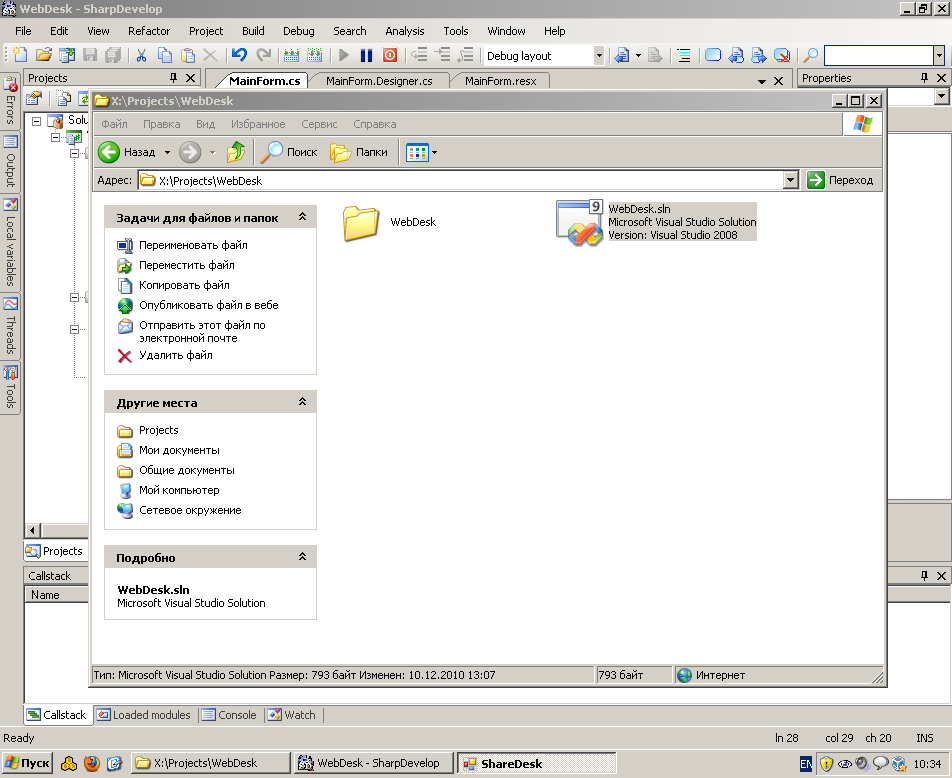 WebDesk - SharpDevelop
File Edit View Refactor Project Build Debug Search Analysis Tools Window Help
Debug layout
Projects
MainForm.cs MainForm.Designer.cs MainForm.resx
Properties
Errors
Output
Local variables
Threads
Tools
Solu
X:\Projects\WebDesk
Файл Правка Вид Избранное Сервис Справка
Назад Поиск Папки
Адрес: X:\Projects\WebDesk Переход
Задачи для файлов и папок
Переименовать файл
Переместить файл
Копировать файл
Опубликовать файл в вебе
Отправить этот файл по
электронной почте
Удалить файл
Другие места
Projects
Мои документы
Общие документы
Мой компьютер
Сетевое окружение
Подробно
WebDesk.sln
Microsoft Visual Studio Solution
WebDesk
9
WebDesk.sln
Microsoft Visual Studio Solution
Version: Visual Studio 2008
Тип: Microsoft Visual Studio Solution Размер: 793 байт Изменен: 10.12.2010 13:07 793 байт Интернет
Projects
Callstack
Name
Callstack Loaded modules Console Watch
Ready ln 28 col 29 ch 20 INS
Пуск X:\Projects\WebDesk WebDesk - SharpDevelop ShareDesk EN 10:34